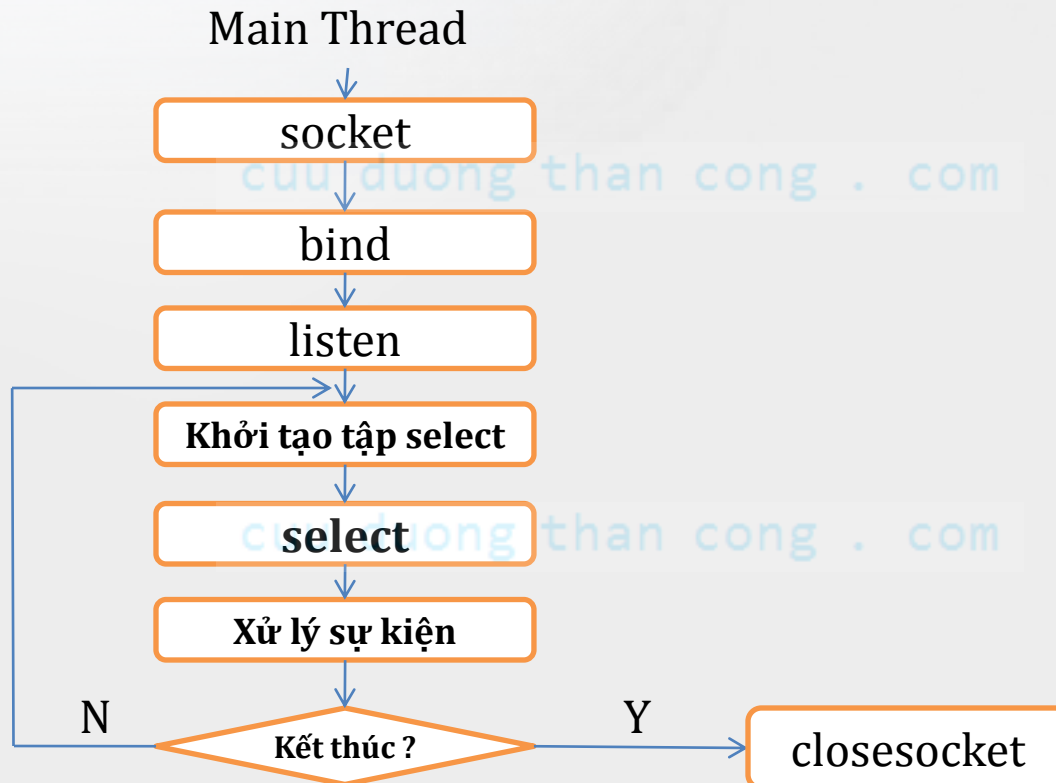 Main Thread
socket
cuu duong than cong . com
bind
listen
Khởi tạo tập select
select
cuu duong than cong . com
Xử lý sự kiện
N
Y
Kết thúc ?
closesocket